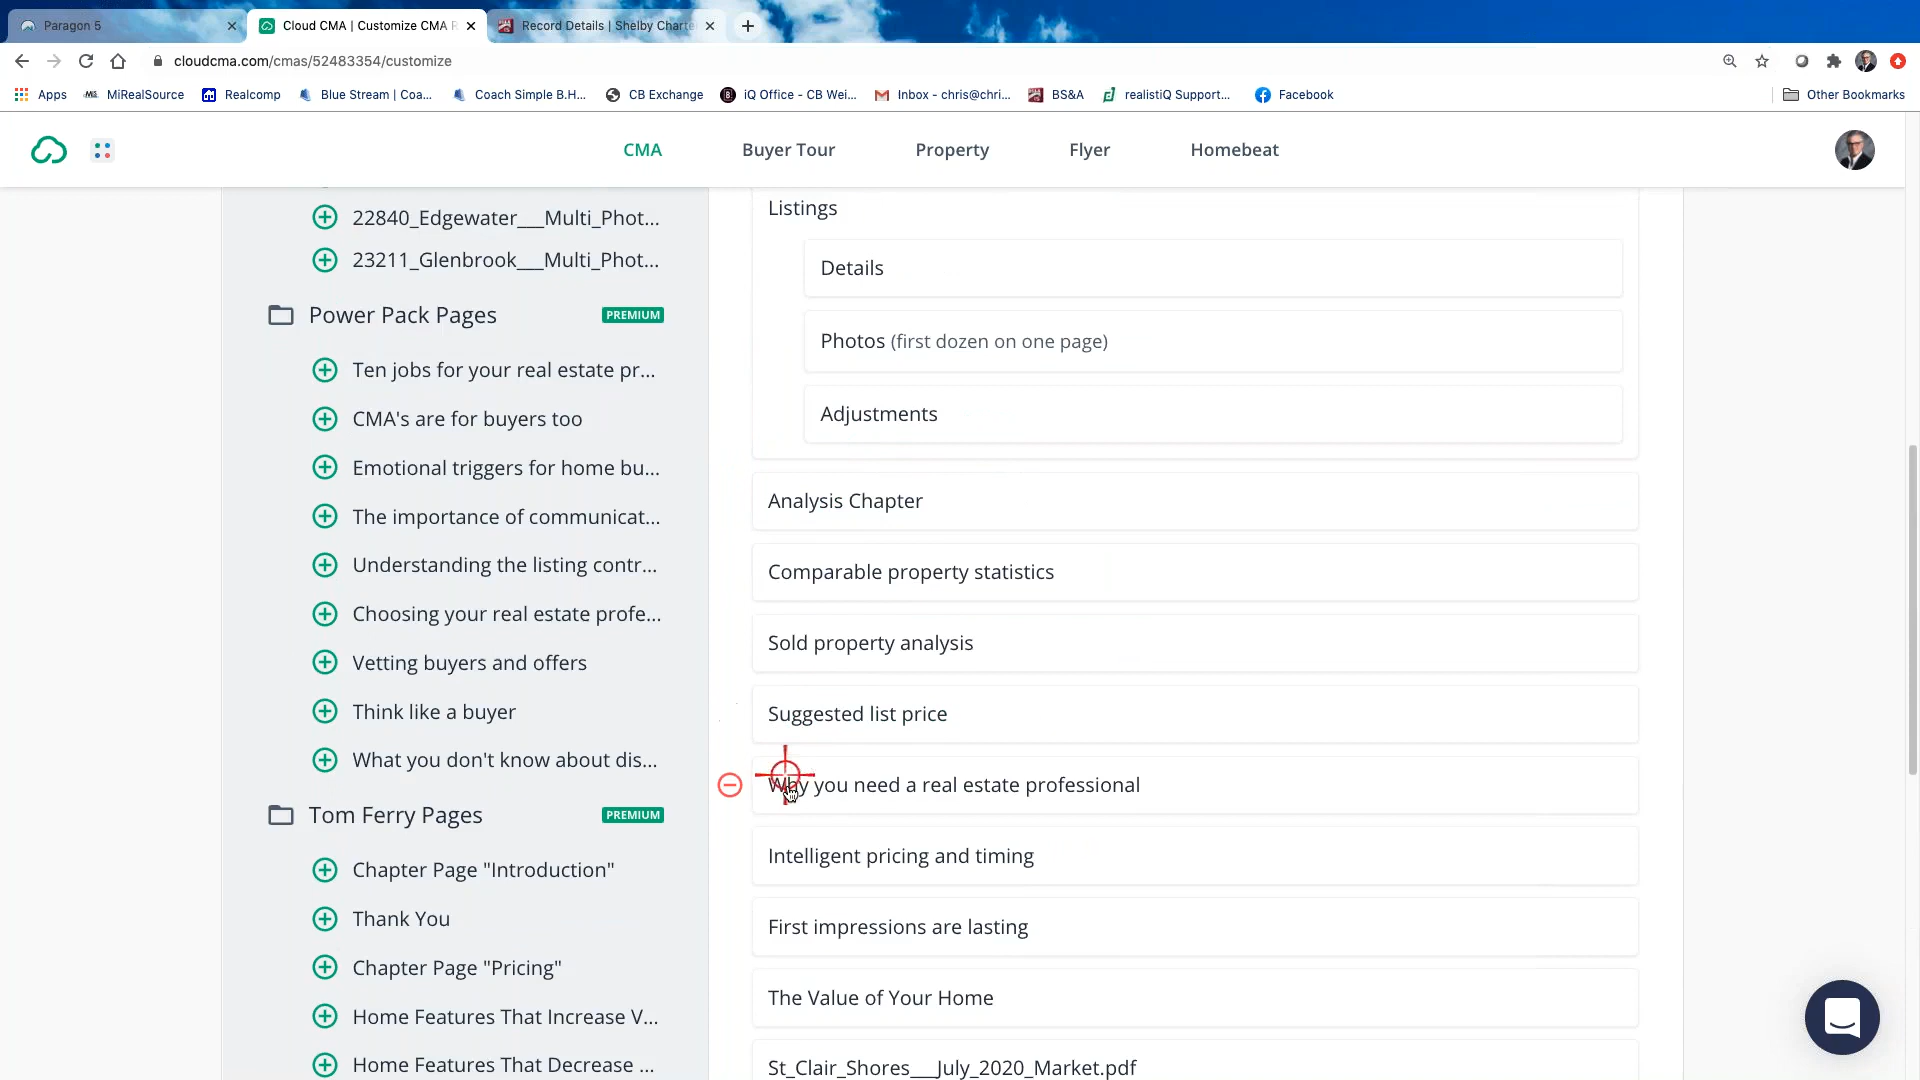 Paragon 5
Cloud CMA | Customize CMA R
Record Details | Shelby Charte
cloudcma.com/cmas/52483354/customize
Apps
MiRealSource
Realcomp
Blue Stream | Coa...
Coach Simple B.H...
CB Exchange
iQ Office - CB Wei...
Inbox - chris@chri...
BS&A
realistiQ Support...
Facebook
Other Bookmarks
CMA
Buyer Tour
Property
Flyer
Homebeat
22840_Edgewater___Multi_Phot...
23211_Glenbrook___Multi_Phot...
Power Pack Pages
PREMIUM
Ten jobs for your real estate pr...
CMA's are for buyers too
Emotional triggers for home bu...
The importance of communicat...
Understanding the listing contr...
Choosing your real estate profe...
Vetting buyers and offers
Think like a buyer
What you don't know about dis...
Tom Ferry Pages
PREMIUM
Chapter Page "Introduction"
Thank You
Chapter Page "Pricing"
Home Features That Increase V...
Home Features That Decrease ...
Listings
Details
Photos (first dozen on one page)
Adjustments
Analysis Chapter
Comparable property statistics
Sold property analysis
Suggested list price
Why you need a real estate professional
Intelligent pricing and timing
First impressions are lasting
The Value of Your Home
St_Clair_Shores___July_2020_Market.pdf